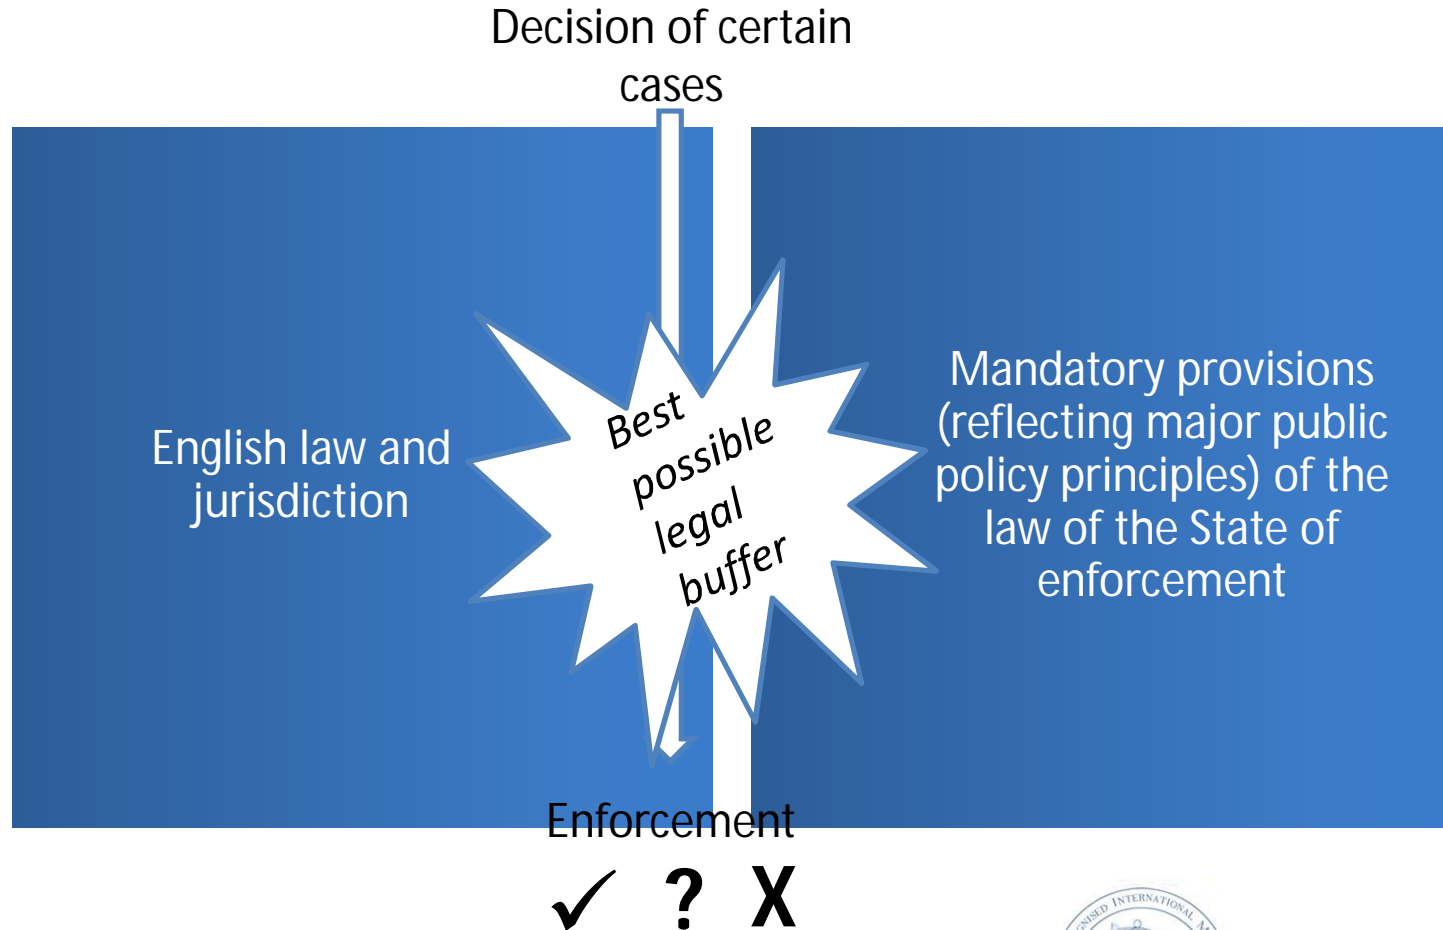 Decision of certain
cases
English law and
jurisdiction
Best
possible
legal
buffer
Mandatory provisions
(reflecting major public
policy principles) of the
law of the State of
enforcement
Enforcement
✓ ? X
INTERNATIONAL